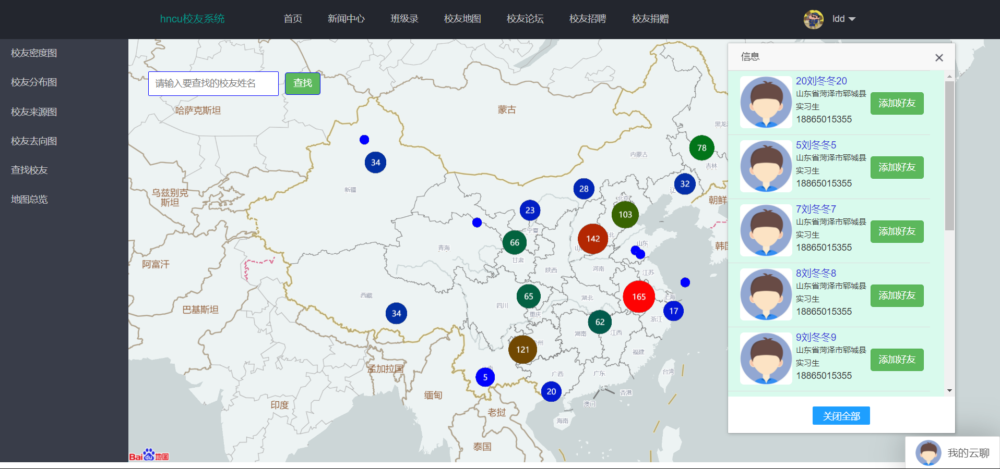 hncu校友系统
首页
新闻中心
班级录
校友地图
校友论坛
校友招聘
校友捐赠
ldd
校友密度图
校友分布图
校友来源图
校友去向图
查找校友
地图总览
请输入要查找的校友姓名
查找
哈萨克斯坦
蒙古
内蒙古
吉林
新疆
乌兹别克
斯坦
北京
朝鲜
宁夏
青海
甘肃
山东
陕西
河南
江苏
阿富汗
西藏
四川
重庆
湖北
上海
浙江
巴基斯坦
湖南
江西
福建
孟加拉国
广西
广东
台湾
香港
澳门
海南
印度
缅甸
老挝
泰国
34
78
32
28
23
103
142
66
65
165
17
34
62
121
5
20
Bai du 地图
信息
20刘冬冬20
山东省菏泽市郓城县
实习生
18865015355
添加好友
5刘冬冬5
山东省菏泽市郓城县
实习生
18865015355
添加好友
7刘冬冬7
山东省菏泽市郓城县
实习生
18865015355
添加好友
8刘冬冬8
山东省菏泽市郓城县
实习生
18865015355
添加好友
9刘冬冬9
山东省菏泽市郓城县
实习生
18865015355
添加好友
关闭全部
我的云聊